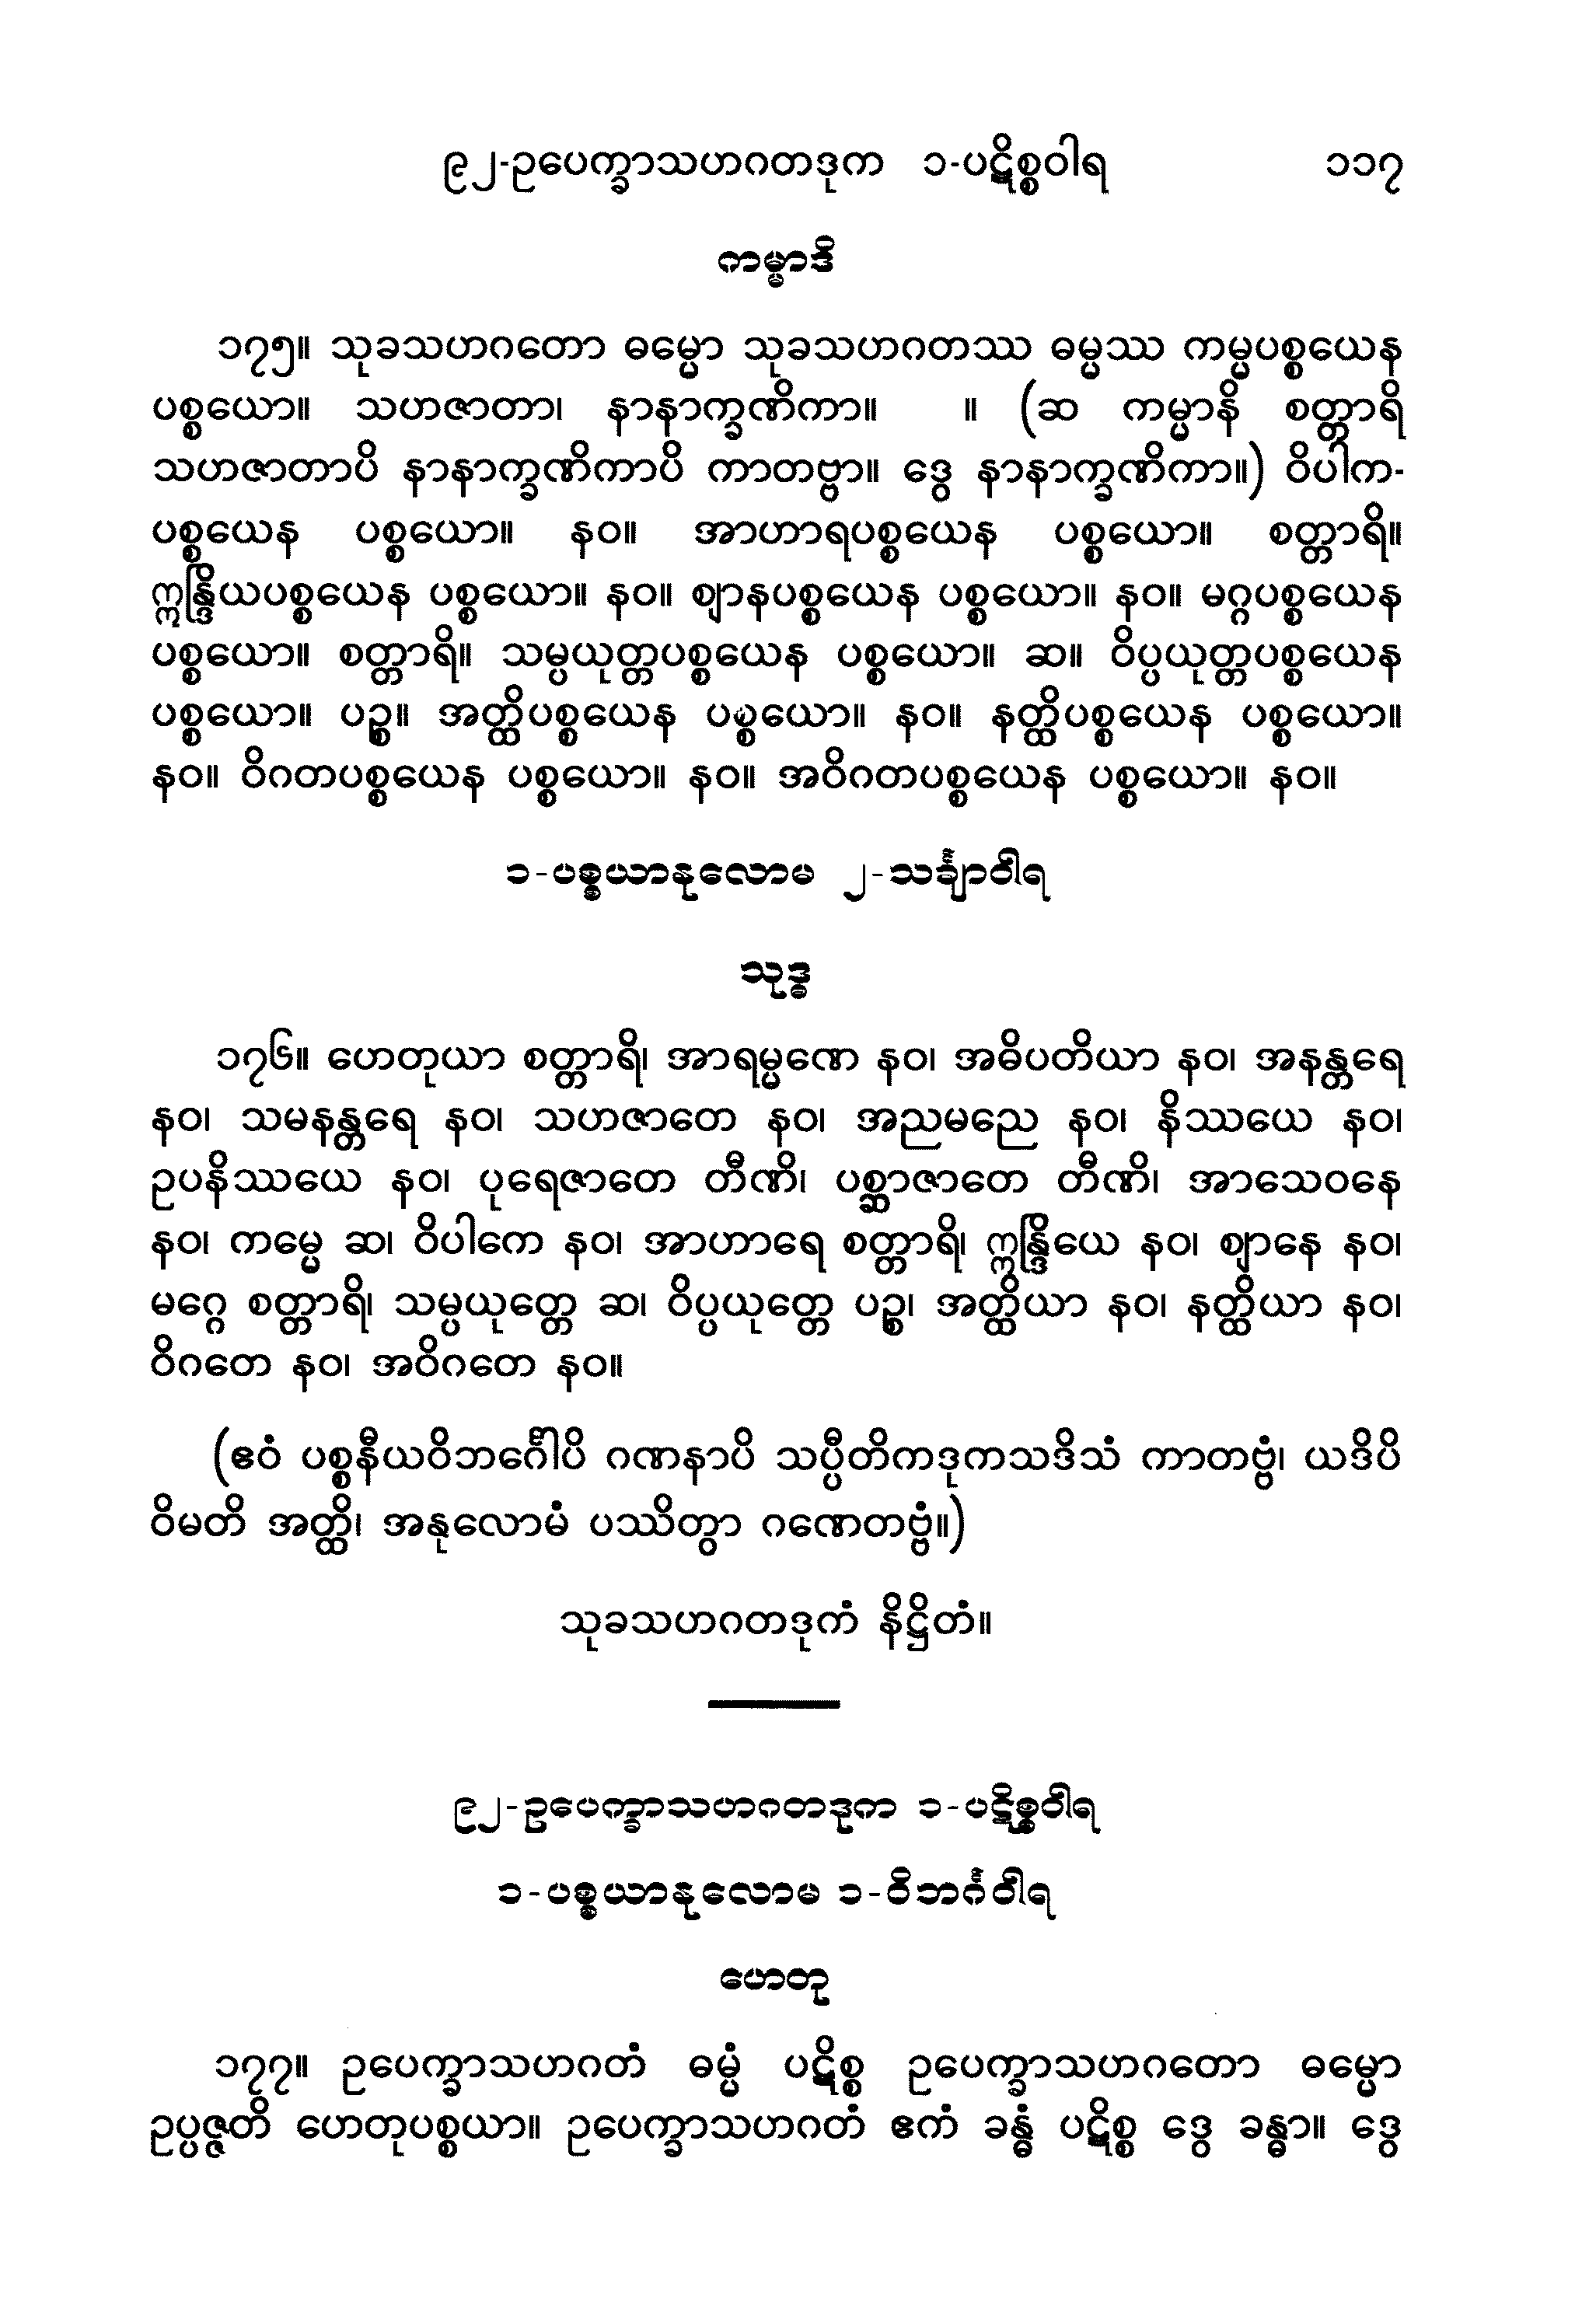 ၉၂-ဥပေက္ခာသဟဂတဒုက ၁-ပဋိစ္စဝါရ ၁၁၇
ကမ္မာဒိ
၁၇၅။ သုခသဟဂတော ဓမ္မော သုခသဟဂတဿ ဓမ္မဿ ကမ္မပစ္စယေန
ပစ္စယော။ သဟဇာတာ၊ နာနာက္ခဏိကာ။ ။ (ဆ ကမ္မာနိ စတ္တာရိ
သဟဇာတာပိ နာနာက္ခဏိကာပိ ကာတဗ္ဗာ။ ဒွေ နာနာက္ခဏိကာ။) ဝိပါက-
ပစ္စယေန ပစ္စယော။ နဝ။ အာဟာရပစ္စယေန ပစ္စယော။ စတ္တာရိ။
ဣန္ဒြိယပစ္စယေန ပစ္စယော။ နဝ။ ဈာနပစ္စယေန ပစ္စယော။ နဝ။ မဂ္ဂပစ္စယေန
ပစ္စယော။ စတ္တာရိ။ သမ္ပယုတ္တပစ္စယေန ပစ္စယော။ ဆ။ ဝိပ္ပယုတ္တပစ္စယေန
ပစ္စယော။ ပဉ္စ။ အတ္ထိပစ္စယေန ပစ္စယော။ နဝ။ နတ္ထိပစ္စယေန ပစ္စယော။
နဝ။ ဝိဂတပစ္စယေန ပစ္စယော။ နဝ။ အဝိဂတပစ္စယေန ပစ္စယော။ နဝ။
၁-ပစ္စယာနုလောမ ၂-သင်္ချာဝါရ
သုဒ္ဓ
၁၇၆။ ဟေတုယာ စတ္တာရိ၊ အာရမ္မဏေ နဝ၊ အဓိပတိယာ နဝ၊ အနန္တရေ
နဝ၊ သမနန္တရေ နဝ၊ သဟဇာတေ နဝ၊ အညမညေ နဝ၊ နိဿယေ နဝ၊
ဥပနိဿယေ နဝ၊ ပုရေဇာတေ တီဏိ၊ ပစ္ဆာဇာတေ တီဏိ၊ အာသေဝနေ
နဝ၊ ကမ္မေ ဆ၊ ဝိပါကေ နဝ၊ အာဟာရေ စတ္တာရိ၊ ဣန္ဒြိယေ နဝ၊ ဈာနေ နဝ၊
မဂ္ဂေ စတ္တာရိ၊ သမ္ပယုတ္တေ ဆ၊ ဝိပ္ပယုတ္တေ ပဉ္စ၊ အတ္ထိယာ နဝ၊ နတ္ထိယာ နဝ၊
ဝိဂတေ နဝ၊ အဝိဂတေ နဝ။
(ဧဝံ ပစ္စနီယဝိဘင်္ဂေါပိ ဂဏနာပိ သပ္ပီတိကဒုကသဒိသံ ကာတဗ္ဗံ၊ ယဒိပိ
ဝိမတိ အတ္ထိ၊ အနုလောမံ ပဿိတွာ ဂဏေတဗ္ဗံ။)
သုခသဟဂတဒုကံ နိဋ္ဌိတံ။
၉၂-ဥပေက္ခာသဟဂတဒုက ၁-ပဋိစ္စဝါရ
၁-ပစ္စယာနုလောမ ၁-ဝိဘင်္ဂဝါရ
ဟေတု
၁၇၇။ ဥပေက္ခာသဟဂတံ ဓမ္မံ ပဋိစ္စ ဥပေက္ခာသဟဂတော ဓမ္မော
ဥပ္ပဇ္ဇတိ ဟေတုပစ္စယာ။ ဥပေက္ခာသဟဂတံ ဧကံ ခန္ဓံ ပဋိစ္စ ဒွေ ခန္ဓာ။ ဒွေ